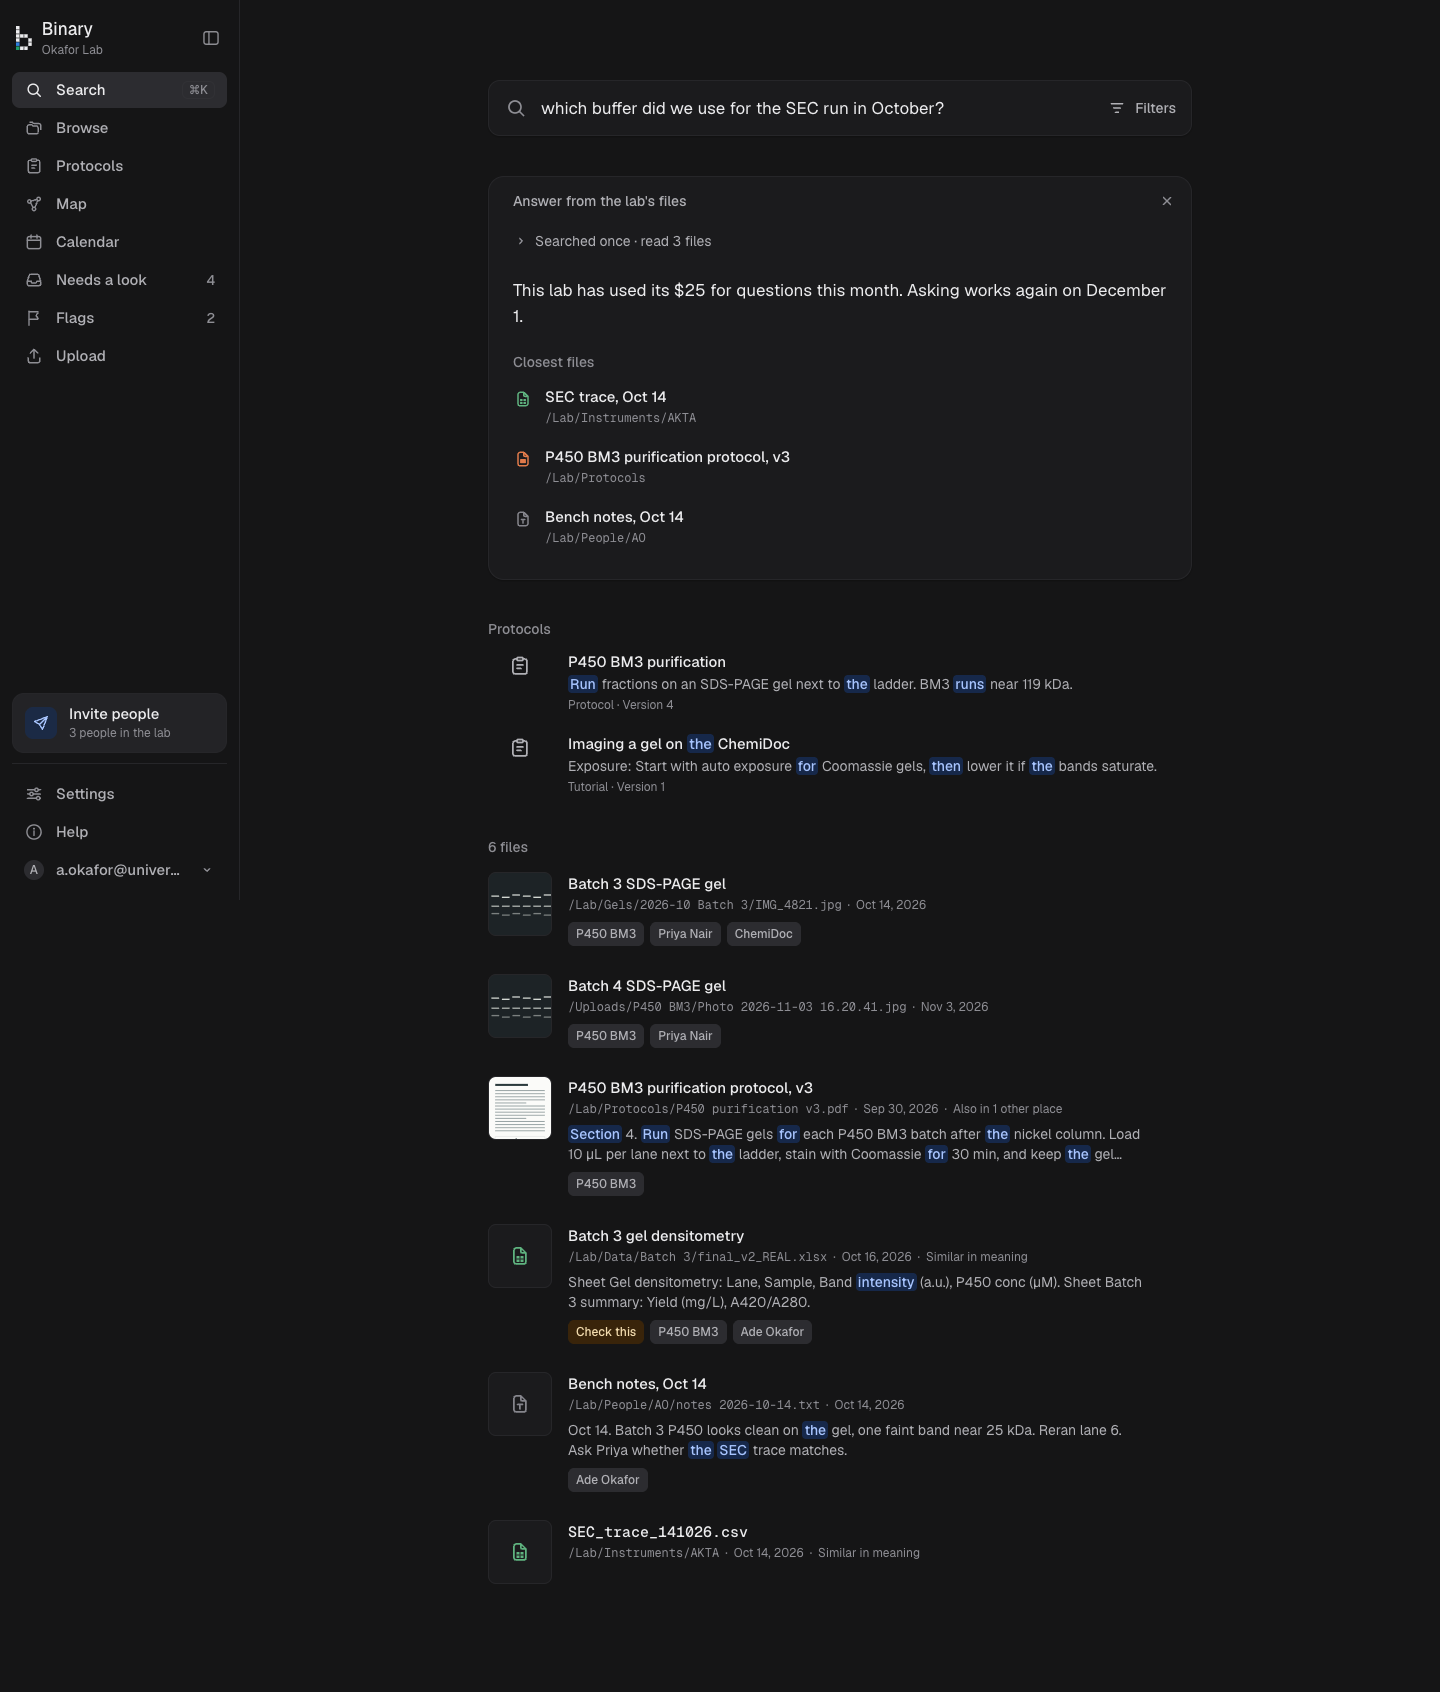 Binary
Okafor Lab
Search ⌘K
Browse
Protocols
Map
Calendar
Needs a look 4
Flags 2
Upload
Invite people
3 people in the lab
Settings
Help
A a.okafor@univer...
which buffer did we use for the SEC run in October?
Filters
Answer from the lab's files
Searched once · read 3 files
This lab has used its $25 for questions this month. Asking works again on December
1.
Closest files
SEC trace, Oct 14
/Lab/Instruments/AKTA
P450 BM3 purification protocol, v3
/Lab/Protocols
Bench notes, Oct 14
/Lab/People/AO
Protocols
P450 BM3 purification
Run fractions on an SDS-PAGE gel next to the ladder. BM3 runs near 119 kDa.
Protocol · Version 4
Imaging a gel on the ChemiDoc
Exposure: Start with auto exposure for Coomassie gels, then lower it if the bands saturate.
Tutorial · Version 1
6 files
Batch 3 SDS-PAGE gel
/Lab/Gels/2026-10 Batch 3/IMG_4821.jpg · Oct 14, 2026
P450 BM3 Priya Nair ChemiDoc
Batch 4 SDS-PAGE gel
/Uploads/P450 BM3/Photo 2026-11-03 16.20.41.jpg · Nov 3, 2026
P450 BM3 Priya Nair
P450 BM3 purification protocol, v3
/Lab/Protocols/P450 purification v3.pdf · Sep 30, 2026 · Also in 1 other place
Section 4. Run SDS-PAGE gels for each P450 BM3 batch after the nickel column. Load
10 µL per lane next to the ladder, stain with Coomassie for 30 min, and keep the gel...
P450 BM3
Batch 3 gel densitometry
/Lab/Data/Batch 3/final_v2_REAL.xlsx · Oct 16, 2026 · Similar in meaning
Sheet Gel densitometry: Lane, Sample, Band intensity (a.u.), P450 conc (µM). Sheet Batch
3 summary: Yield (mg/L), A420/A280.
Check this P450 BM3 Ade Okafor
Bench notes, Oct 14
/Lab/People/AO/notes 2026-10-14.txt · Oct 14, 2026
Oct 14. Batch 3 P450 looks clean on the gel, one faint band near 25 kDa. Reran lane 6.
Ask Priya whether the SEC trace matches.
Ade Okafor
SEC_trace_141026.csv
/Lab/Instruments/AKTA · Oct 14, 2026 · Similar in meaning